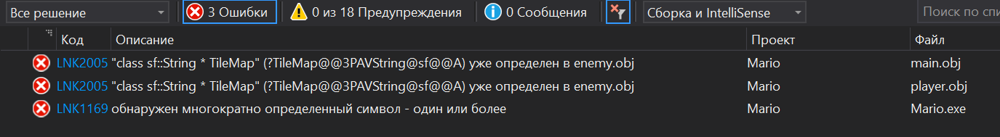 Все решение 3 Ошибки 0 из 18 Предупреждения 0 Сообщения Сборка и IntelliSense Поиск по спи
Код Описание Проект Файл
LNK2005 "class sf::String * TileMap" (?TileMap@@3PAVString@sf@@A) уже определен в enemy.obj Mario main.obj
LNK2005 "class sf::String * TileMap" (?TileMap@@3PAVString@sf@@A) уже определен в enemy.obj Mario player.obj
LNK1169 обнаружен многократно определенный символ - один или более Mario Mario.exe